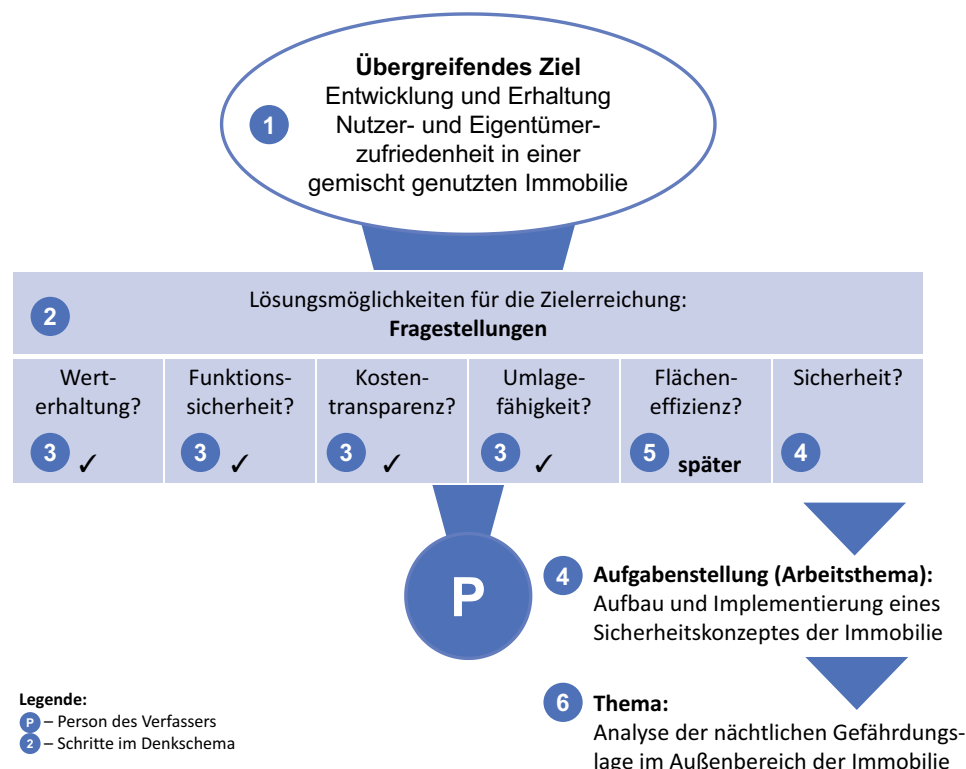 Übergreifendes Ziel
Entwicklung und Erhaltung
1
Nutzer- und Eigentümer-
zufriedenheit in einer
gemischt genutzten Immobilie
2
Lösungsmöglichkeiten für die Zielerreichung:
Fragestellungen
Wert-
erhaltung?
3 ✓
Funktions-
sicherheit?
3 ✓
Kosten-
transparenz?
3 ✓
Umlage-
fähigkeit?
3 ✓
Flächen-
effizienz?
5 später
Sicherheit?
4
P
4 Aufgabenstellung (Arbeitsthema):
Aufbau und Implementierung eines
Sicherheitskonzeptes der Immobilie
6 Thema:
Analyse der nächtlichen Gefährdungs-
lage im Außenbereich der Immobilie
Legende:
P – Person des Verfassers
2 – Schritte im Denkschema